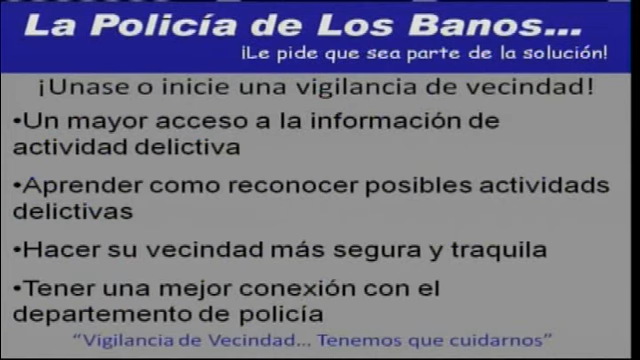 La Policía de Los Banos...
¡Le pide que sea parte de la solución!
¡Unase o inicie una vigilancia de vecindad!
•Un mayor acceso a la información de
actividad delictiva
•Aprender como reconocer posibles actividads
delictivas
•Hacer su vecindad más segura y traquila
•Tener una mejor conexión con el
departemento de policía
“Vigilancia de Vecindad... Tenemos que cuidarnos”